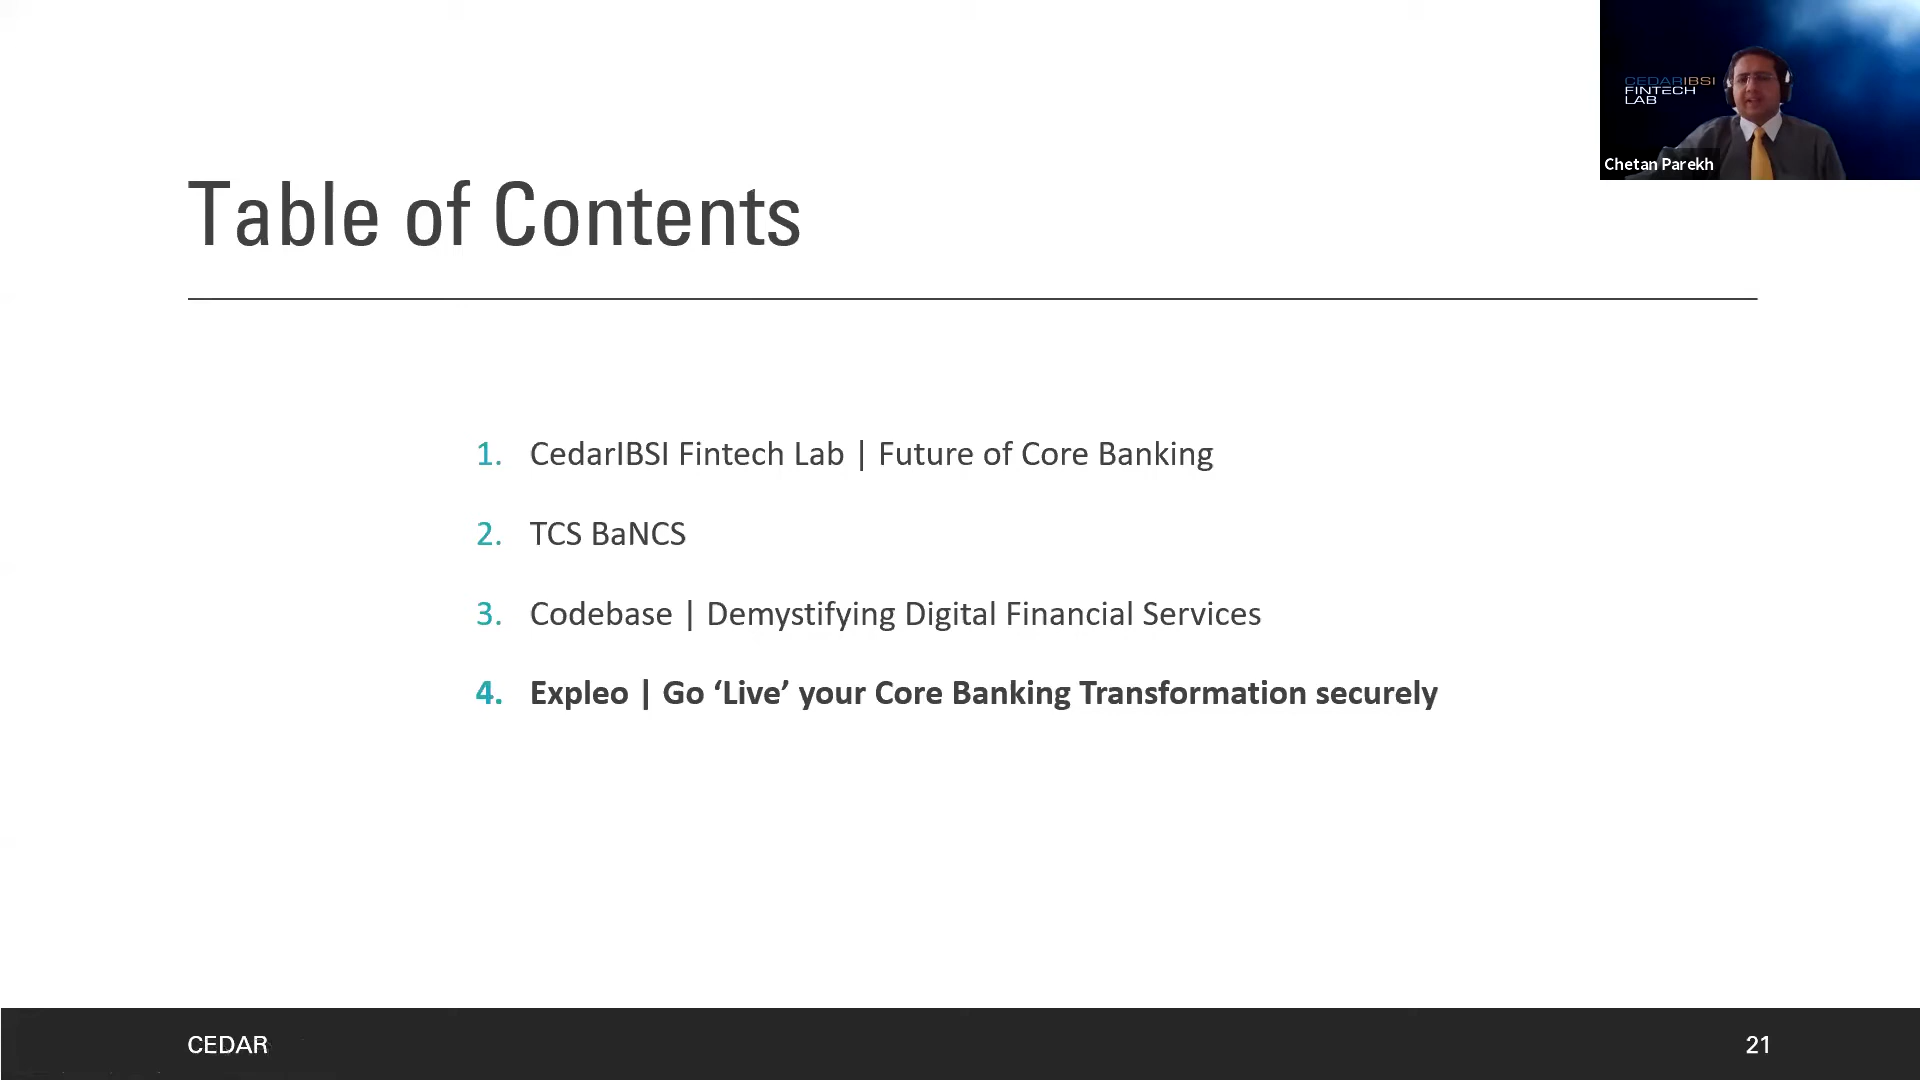 CEDARIBSI
FINTECH
LAB
Chetan Parekh
Table of Contents
1. CedarIBSI Fintech Lab | Future of Core Banking
2. TCS BaNCS
3. Codebase | Demystifying Digital Financial Services
4. Expleo | Go ‘Live’ your Core Banking Transformation securely
CEDAR
21